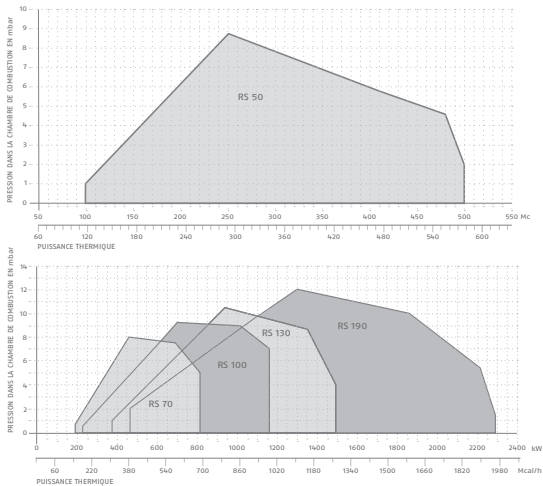 PRESSION DANS LA CHAMBRE DE COMBUSTION EN mbar
10
9
8
7
6
5
4
3
2
1
0
RS 50
50 100 150 200 250 300 350 400 450 500 550 Mc
60 120 180 240 300 360 420 480 540 600
PUISSANCE THERMIQUE
PRESSION DANS LA CHAMBRE DE COMBUSTION EN mbar
14
12
10
8
6
4
2
0
RS 190
RS 130
RS 100
RS 70
0 200 400 600 800 1000 1200 1400 1600 1800 2000 2200 2400 kW
60 220 380 540 700 860 1020 1180 1340 1500 1660 1820 1980 Mcal/h
PUISSANCE THERMIQUE